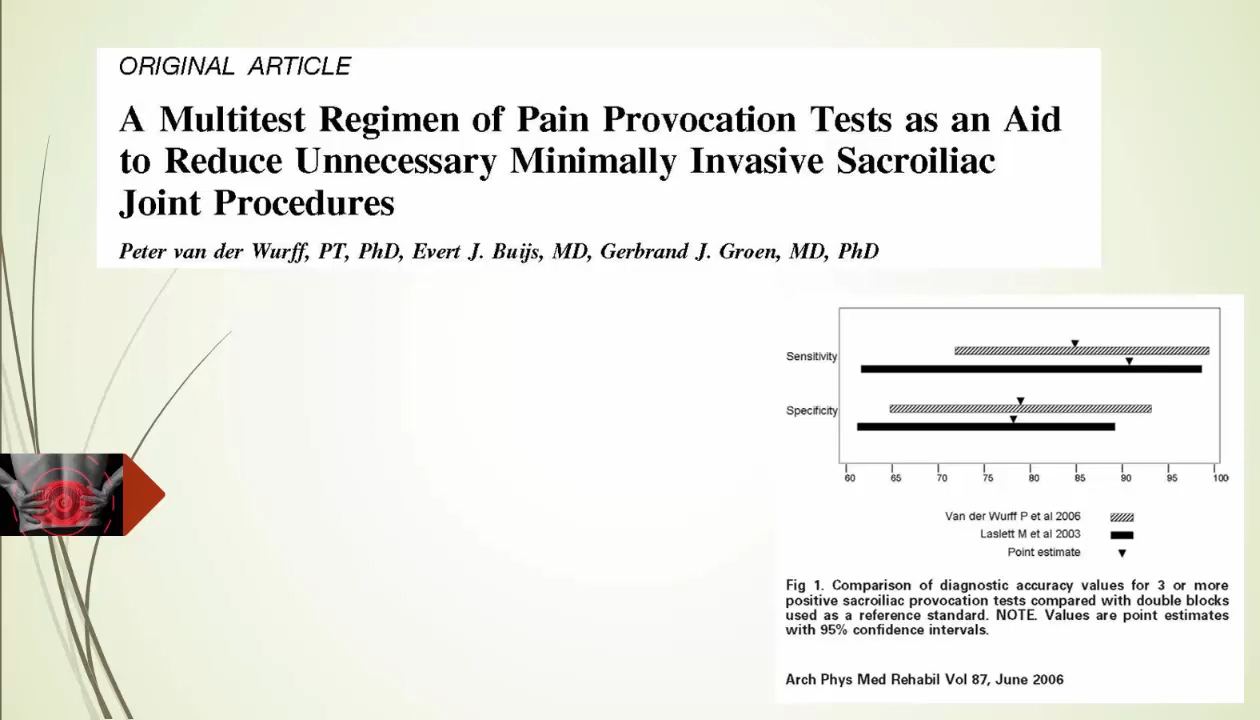 ORIGINAL ARTICLE
A Multitest Regimen of Pain Provocation Tests as an Aid
to Reduce Unnecessary Minimally Invasive Sacroiliac
Joint Procedures
Peter van der Wurff, PT, PhD, Evert J. Buijs, MD, Gerbrand J. Groen, MD, PhD
Sensitivity
Specificity
60 65 70 75 80 85 90 95 100
Van der Wurff P et al 2006
Laslett M et al 2003
Point estimate
Fig 1. Comparison of diagnostic accuracy values for 3 or more
positive sacroiliac provocation tests compared with double blocks
used as a reference standard. NOTE. Values are point estimates
with 95% confidence intervals.
Arch Phys Med Rehabil Vol 87, June 2006